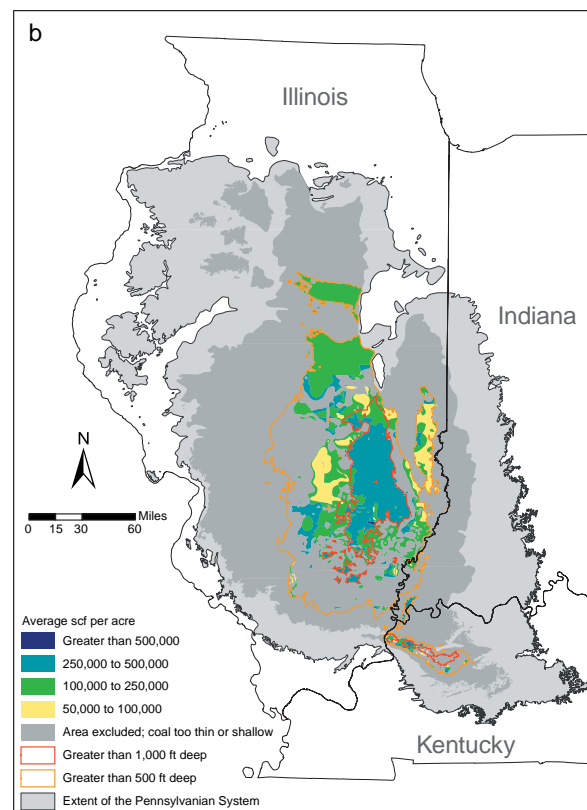 b
Illinois
Indiana
N
Miles
0 15 30 60
Average scf per acre
Greater than 500,000
250,000 to 500,000
100,000 to 250,000
50,000 to 100,000
Area excluded; coal too thin or shallow
Greater than 1,000 ft deep
Greater than 500 ft deep
Extent of the Pennsylvanian System
Kentucky